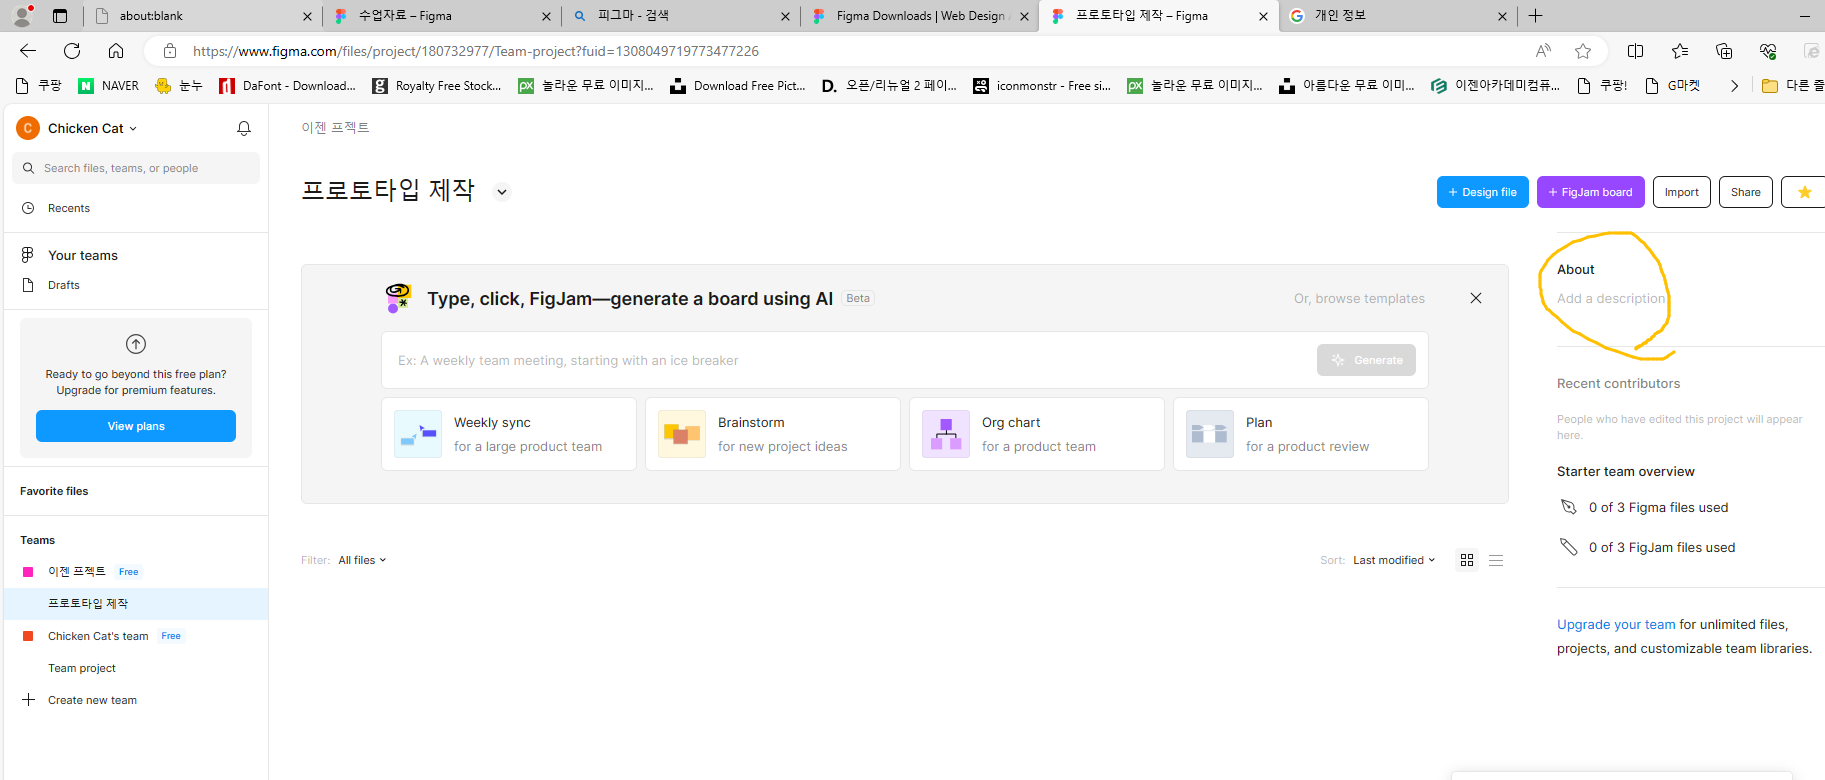 about:blank
수업자료 – Figma
피그마 - 검색
Figma Downloads | Web Design
프로토타입 제작 – Figma
개인 정보
https://www.figma.com/files/project/180732977/Team-project?fuid=1308049719773477226
쿠팡
NAVER
눈누
DaFont - Download...
Royalty Free Stock...
놀라운 무료 이미지...
Download Free Pict...
오픈/리뉴얼 2 페이...
iconmonstr - Free si...
놀라운 무료 이미지...
아름다운 무료 이미...
이젠아카데미컴퓨...
쿠팡!
G마켓
다른 즐
C
Chicken Cat
Search files, teams, or people
Recents
Your teams
Drafts
Ready to go beyond this free plan?
Upgrade for premium features.
View plans
Favorite files
Teams
이젠 프젝트 Free
프로토타입 제작
Chicken Cat's team Free
Team project
Create new team
이젠 프젝트
프로토타입 제작
+ Design file
+ FigJam board
Import
Share
Type, click, FigJam—generate a board using AI Beta
Or, browse templates
Ex: A weekly team meeting, starting with an ice breaker
Generate
Weekly sync
for a large product team
Brainstorm
for new project ideas
Org chart
for a product team
Plan
for a product review
Filter: All files
Sort: Last modified
About
Add a description
Recent contributors
People who have edited this project will appear
here.
Starter team overview
0 of 3 Figma files used
0 of 3 FigJam files used
Upgrade your team for unlimited files,
projects, and customizable team libraries.